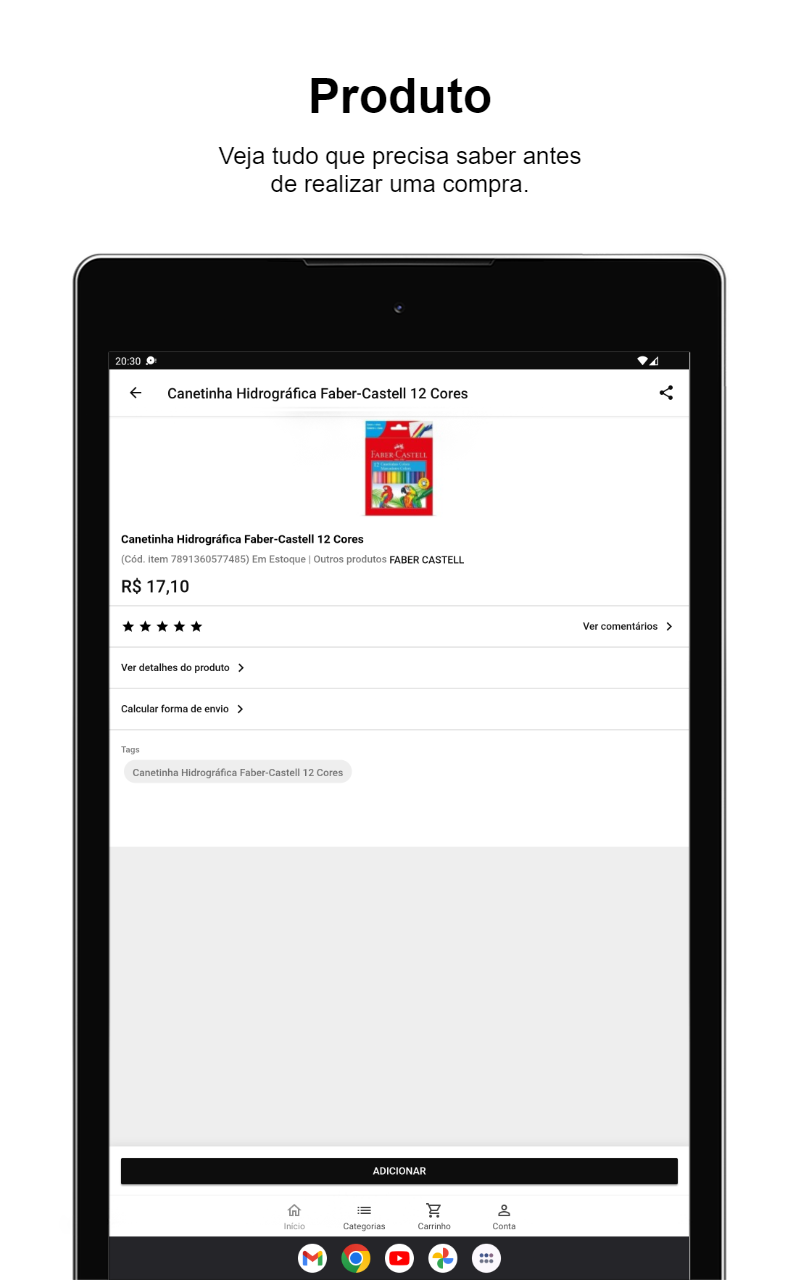 Produto
Veja tudo que precisa saber antes
de realizar uma compra.
20:30
Canetinha Hidrográfica Faber-Castell 12 Cores
FABER-CASTELL
Canetinha Hidrográfica Faber-Castell 12 Cores
(Cód. item 7891360577485) Em Estoque | Outros produtos FABER CASTELL
R$ 17,10
Ver comentários
Ver detalhes do produto
Calcular forma de envio
Tags
Canetinha Hidrográfica Faber-Castell 12 Cores
ADICIONAR
Início Categorias Carrinho Conta